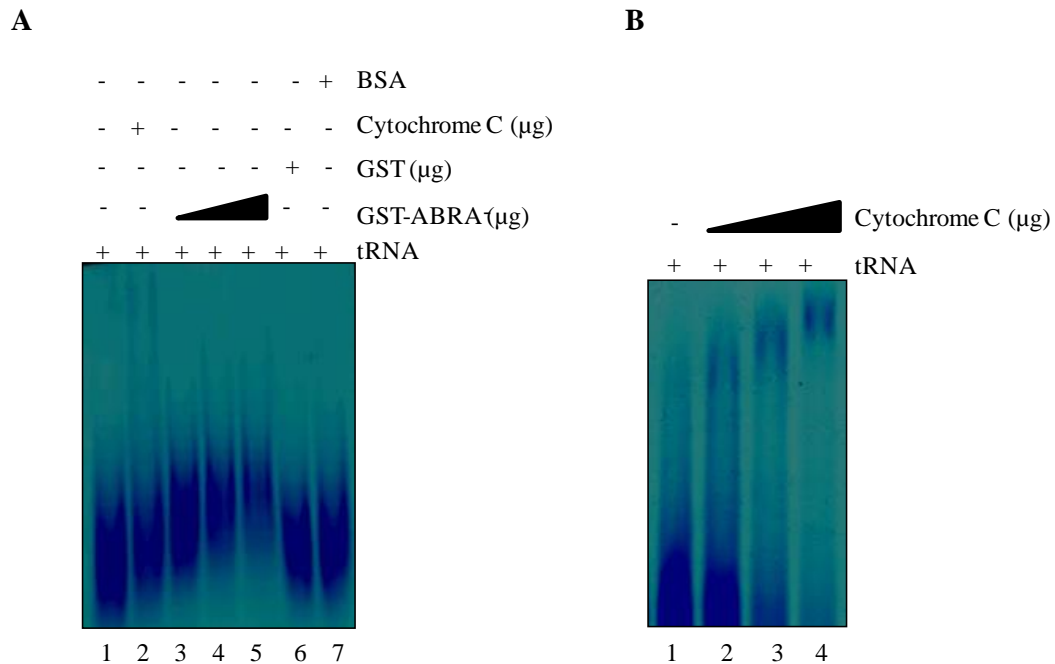 A
- - - - - - + BSA
- + - - - - - Cytochrome C (µg)
- - - - - + - GST (µg)
- - - - GST-ABRA-(µg)
+ + + + + + + tRNA
1 2 3 4 5 6 7
B
- Cytochrome C (µg)
+ + + + tRNA
1 2 3 4